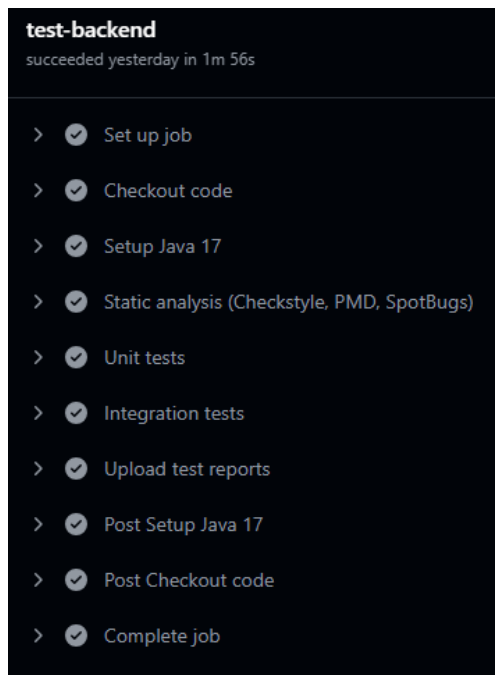 test-backend
succeeded yesterday in 1m 56s
Set up job
Checkout code
Setup Java 17
Static analysis (Checkstyle, PMD, SpotBugs)
Unit tests
Integration tests
Upload test reports
Post Setup Java 17
Post Checkout code
Complete job